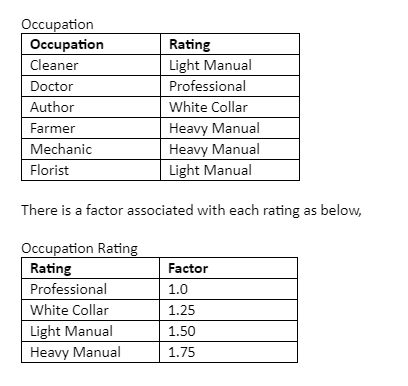 Occupation
Occupation Rating
Cleaner Light Manual
Doctor Professional
Author White Collar
Farmer Heavy Manual
Mechanic Heavy Manual
Florist Light Manual
There is a factor associated with each rating as below,
Occupation Rating
Rating Factor
Professional 1.0
White Collar 1.25
Light Manual 1.50
Heavy Manual 1.75